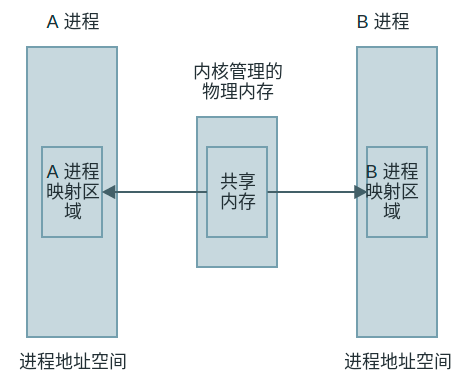 A 进程
B 进程
内核管理的
物理内存
A 进程
映射区
域
共享
内存
B 进程
映射区
域
进程地址空间
进程地址空间